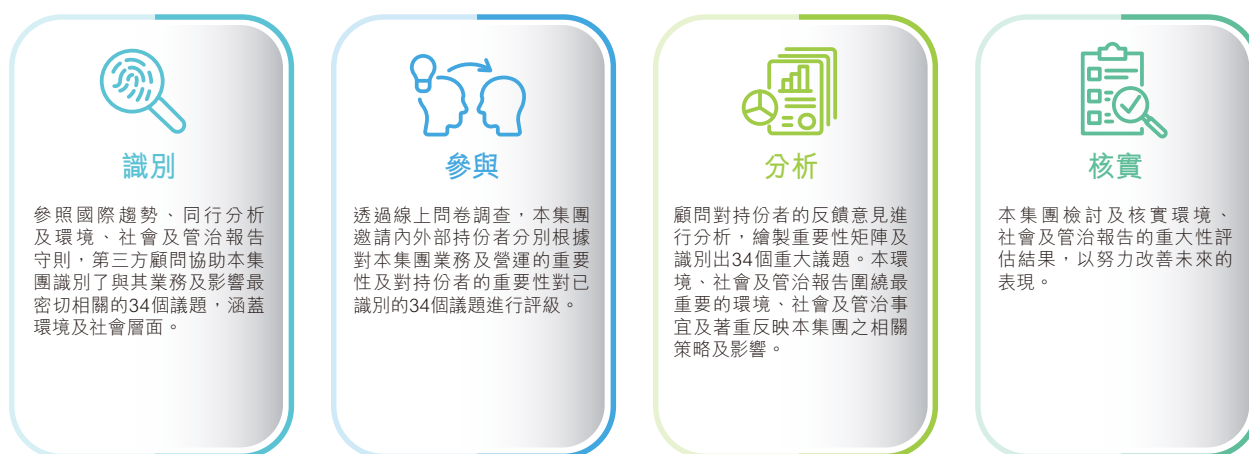 識別
參照國際趨勢、同行分析
及環境、社會及管治報告
守則，第三方顧問協助本集
團識別了與其業務及影響最
密切相關的34個議題，涵蓋
環境及社會層面。
參與
透過線上問卷調查，本集團
邀請內外部持份者分別根據
對本集團業務及營運的重要
性及對持份者的重要性對已
識別的34個議題進行評級。
分析
顧問對持份者的反饋意見進
行分析，繪製重要性矩陣及
識別出34個重大議題。本環
境、社會及管治報告圍繞最
重要的環境、社會及管治事
宜及著重反映本集團之相關
策略及影響。
核實
本集團檢討及核實環境、
社會及管治報告的重大性評
估結果，以努力改善未來的
表現。